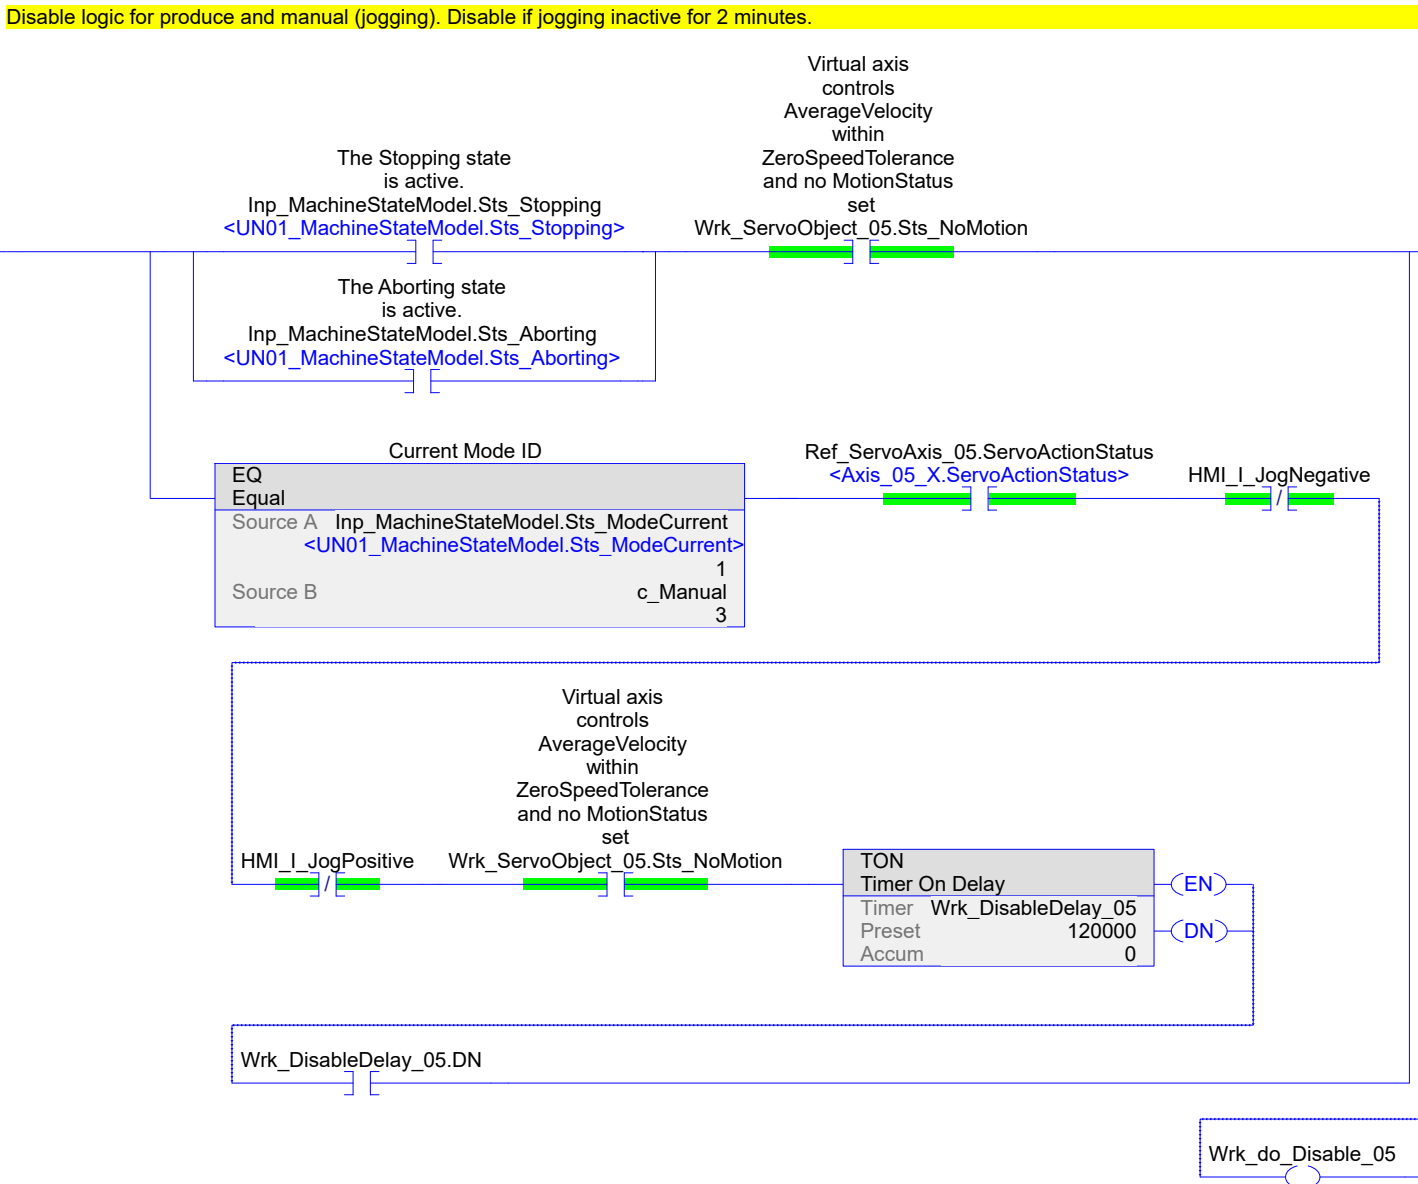 Disable logic for produce and manual (jogging). Disable if jogging inactive for 2 minutes.
Virtual axis
controls
AverageVelocity
within
ZeroSpeedTolerance
and no MotionStatus
set
Wrk_ServoObject_05.Sts_NoMotion
The Stopping state
is active.
Inp_MachineStateModel.Sts_Stopping
<UN01_MachineStateModel.Sts_Stopping>
The Aborting state
is active.
Inp_MachineStateModel.Sts_Aborting
<UN01_MachineStateModel.Sts_Aborting>
Current Mode ID
EQ
Equal
Source A Inp_MachineStateModel.Sts_ModeCurrent
<UN01_MachineStateModel.Sts_ModeCurrent>
1
Source B c_Manual
3
Ref_ServoAxis_05.ServoActionStatus
<Axis_05_X.ServoActionStatus>
HMI_I_JogNegative
/
HMI_I_JogPositive
/
Virtual axis
controls
AverageVelocity
within
ZeroSpeedTolerance
and no MotionStatus
set
Wrk_ServoObject_05.Sts_NoMotion
TON
Timer On Delay
Timer Wrk_DisableDelay_05
Preset 120000
Accum 0
EN
DN
Wrk_DisableDelay_05.DN
Wrk_do_Disable_05